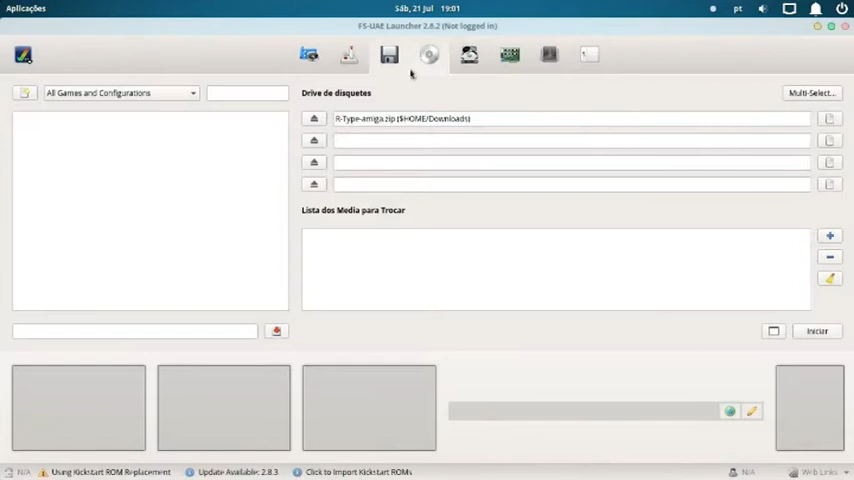 Aplicações
Sáb, 21 Jul 19:01
pt
FS-UAE Launcher 2.8.2 (Not logged in)
All Games and Configurations
Drive de disquetes
Multi-Select...
R-Type-amiga.zip ($HOME/Downloads)
Lista dos Media para Trocar
Iniciar
N/A
Using Kickstart ROM Replacement
Update Available: 2.8.3
Click to Import Kickstart ROMs
N/A
Web Links